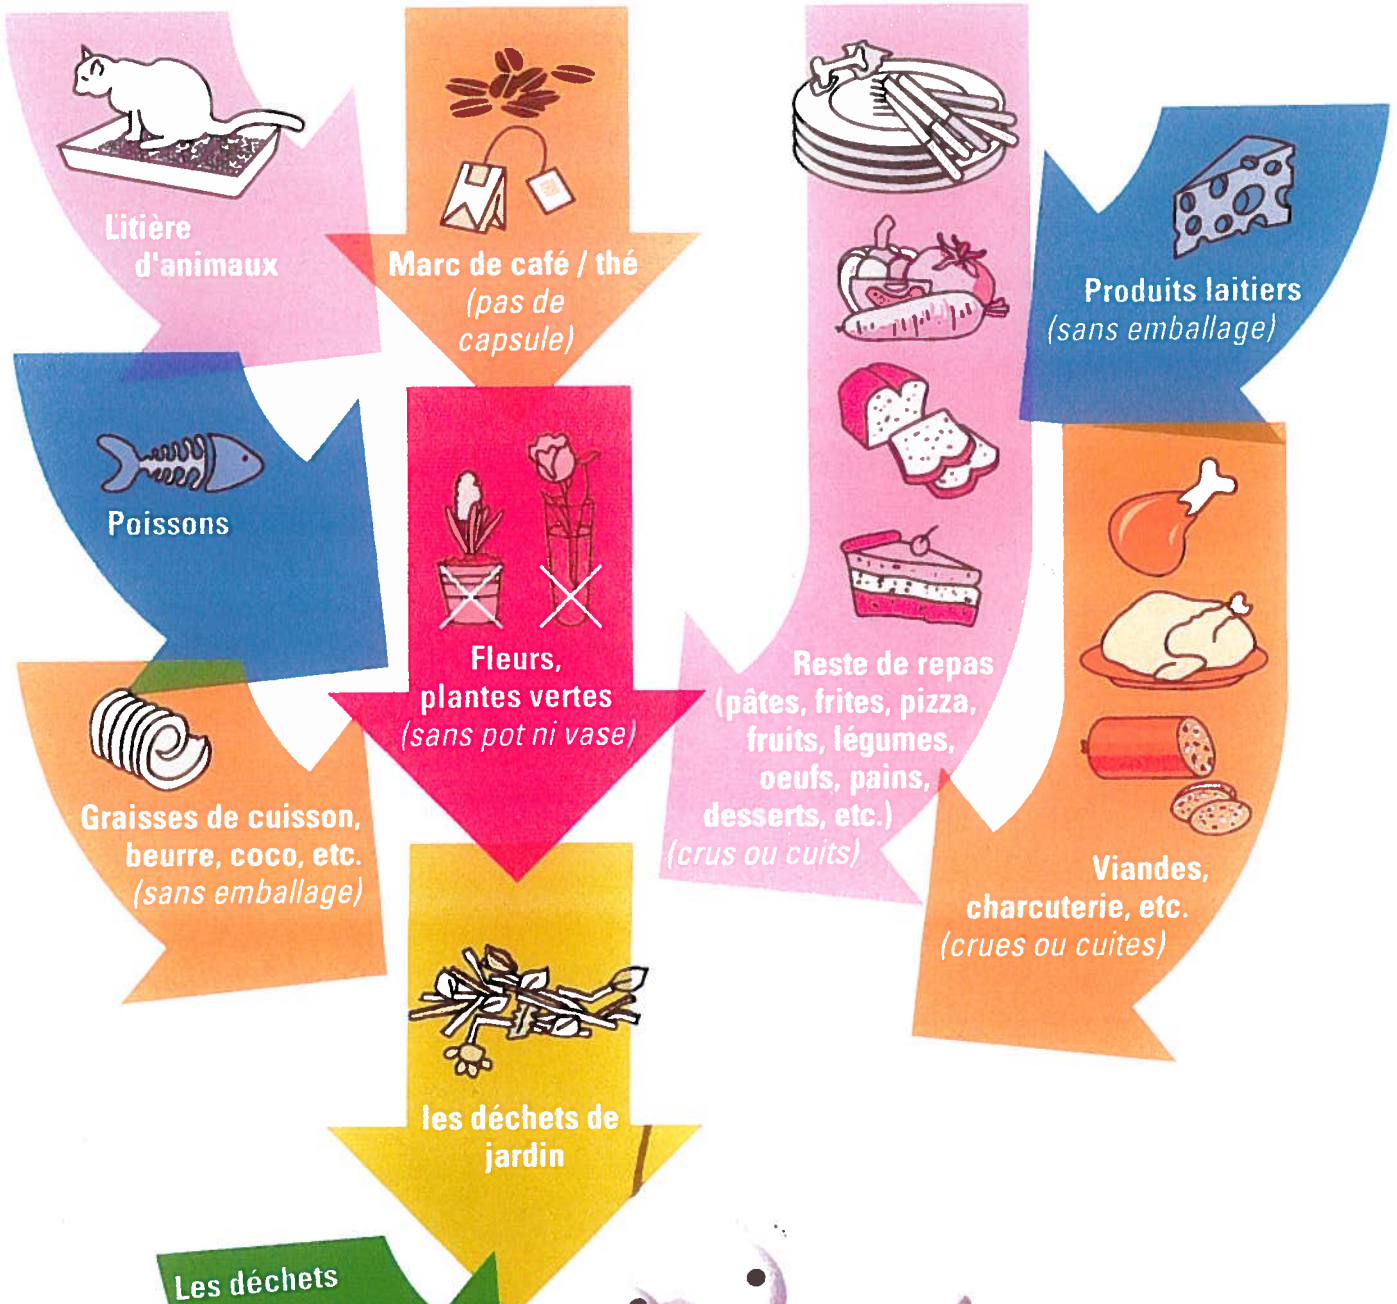 Litière
d'animaux
Marc de café / thé
(pas de
capsule)
Produits laitiers
(sans emballage)
Poissons
Fleurs,
plantes vertes
(sans pot ni vase)
Reste de repas
(pâtes, frites, pizza,
fruits, légumes,
oeufs, pains,
desserts, etc.)
(crus ou cuits)
Graisses de cuisson,
beurre, coco, etc.
(sans emballage)
Viandes,
charcuterie, etc.
(crues ou cuites)
les déchets de
jardin
Les déchets